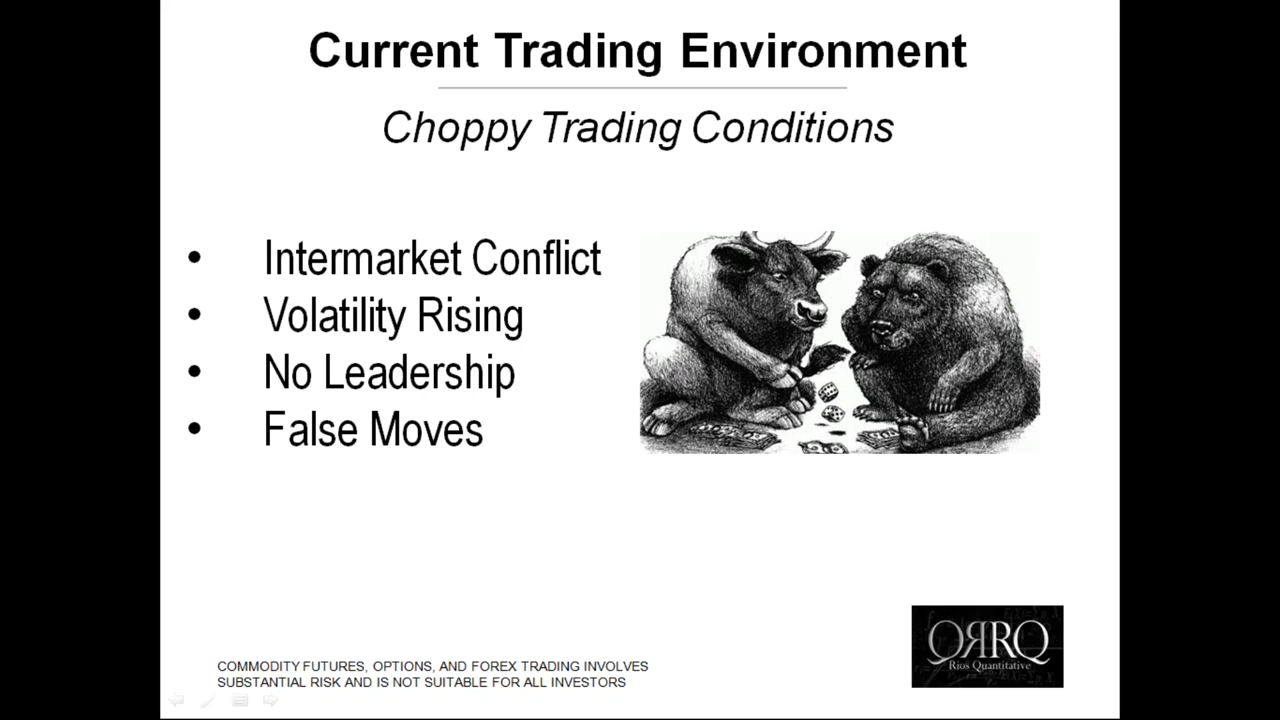 Current Trading Environment
Choppy Trading Conditions
• Intermarket Conflict
• Volatility Rising
• No Leadership
• False Moves
QЯRQ
Rios Quantitative
COMMODITY FUTURES, OPTIONS, AND FOREX TRADING INVOLVES
SUBSTANTIAL RISK AND IS NOT SUITABLE FOR ALL INVESTORS